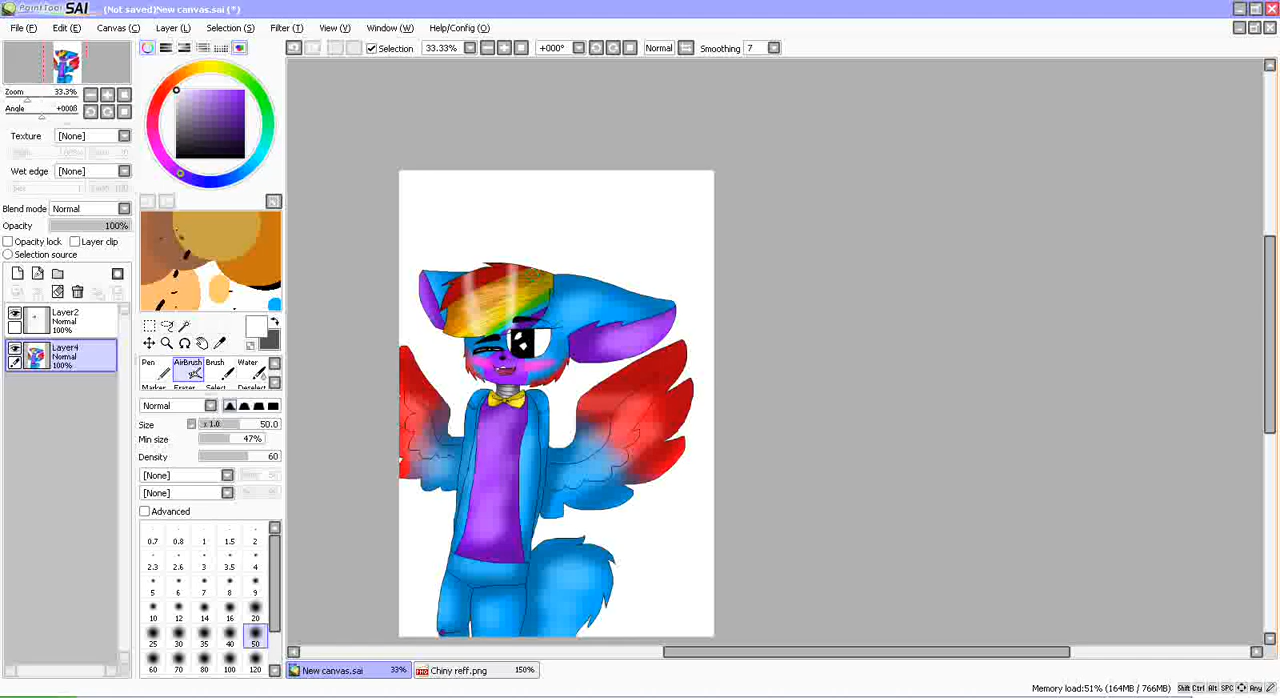 PaintTool SAI (Not saved)New canvas.sai (*)
File (F) Edit (E) Canvas (C) Layer (L) Selection (S) Filter (T) View (V) Window (W) Help/Config (O)
Selection 33.33% +000° Normal Smoothing 7
Zoom 33.3%
Angle +000θ
Texture [None]
Wet edge [None]
Blend mode Normal
Opacity 100%
Opacity lock Layer clip
Selection source
Layer2
Normal
100%
Layer4
Normal
100%
Pen AirBrush Brush Water
Marker Eraser Select Deselect
Normal
Size x 1.0 50.0
Min size 47%
Density 60
[None]
[None]
Advanced
0.7 0.8 1 1.5 2
2.3 2.6 3 3.5 4
5 6 7 8 9
10 12 14 16 20
25 30 35 40 50
60 70 80 100 120
New canvas.sai 33% Chiny reff.png 150%
Memory load:51% (164MB / 766MB) Shift Ctrl Alt SPC Any